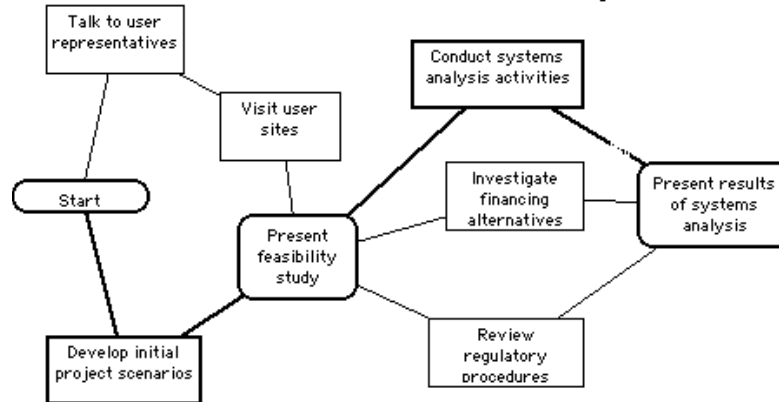 Talk to user
representatives
Conduct systems
analysis activities
Visit user
sites
Start
Investigate
financing
alternatives
Present results
of systems
analysis
Present
feasibility
study
Develop initial
project scenarios
Review
regulatory
procedures